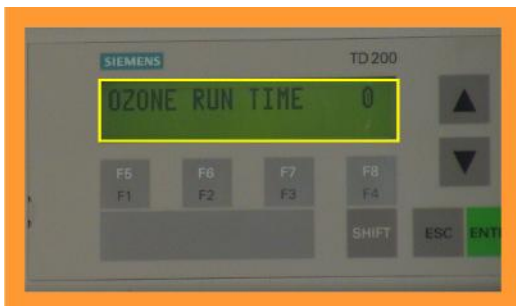 SIEMENS TD 200
OZONE RUN TIME 0
F5 F6 F7 F8
F1 F2 F3 F4
SHIFT ESC ENT